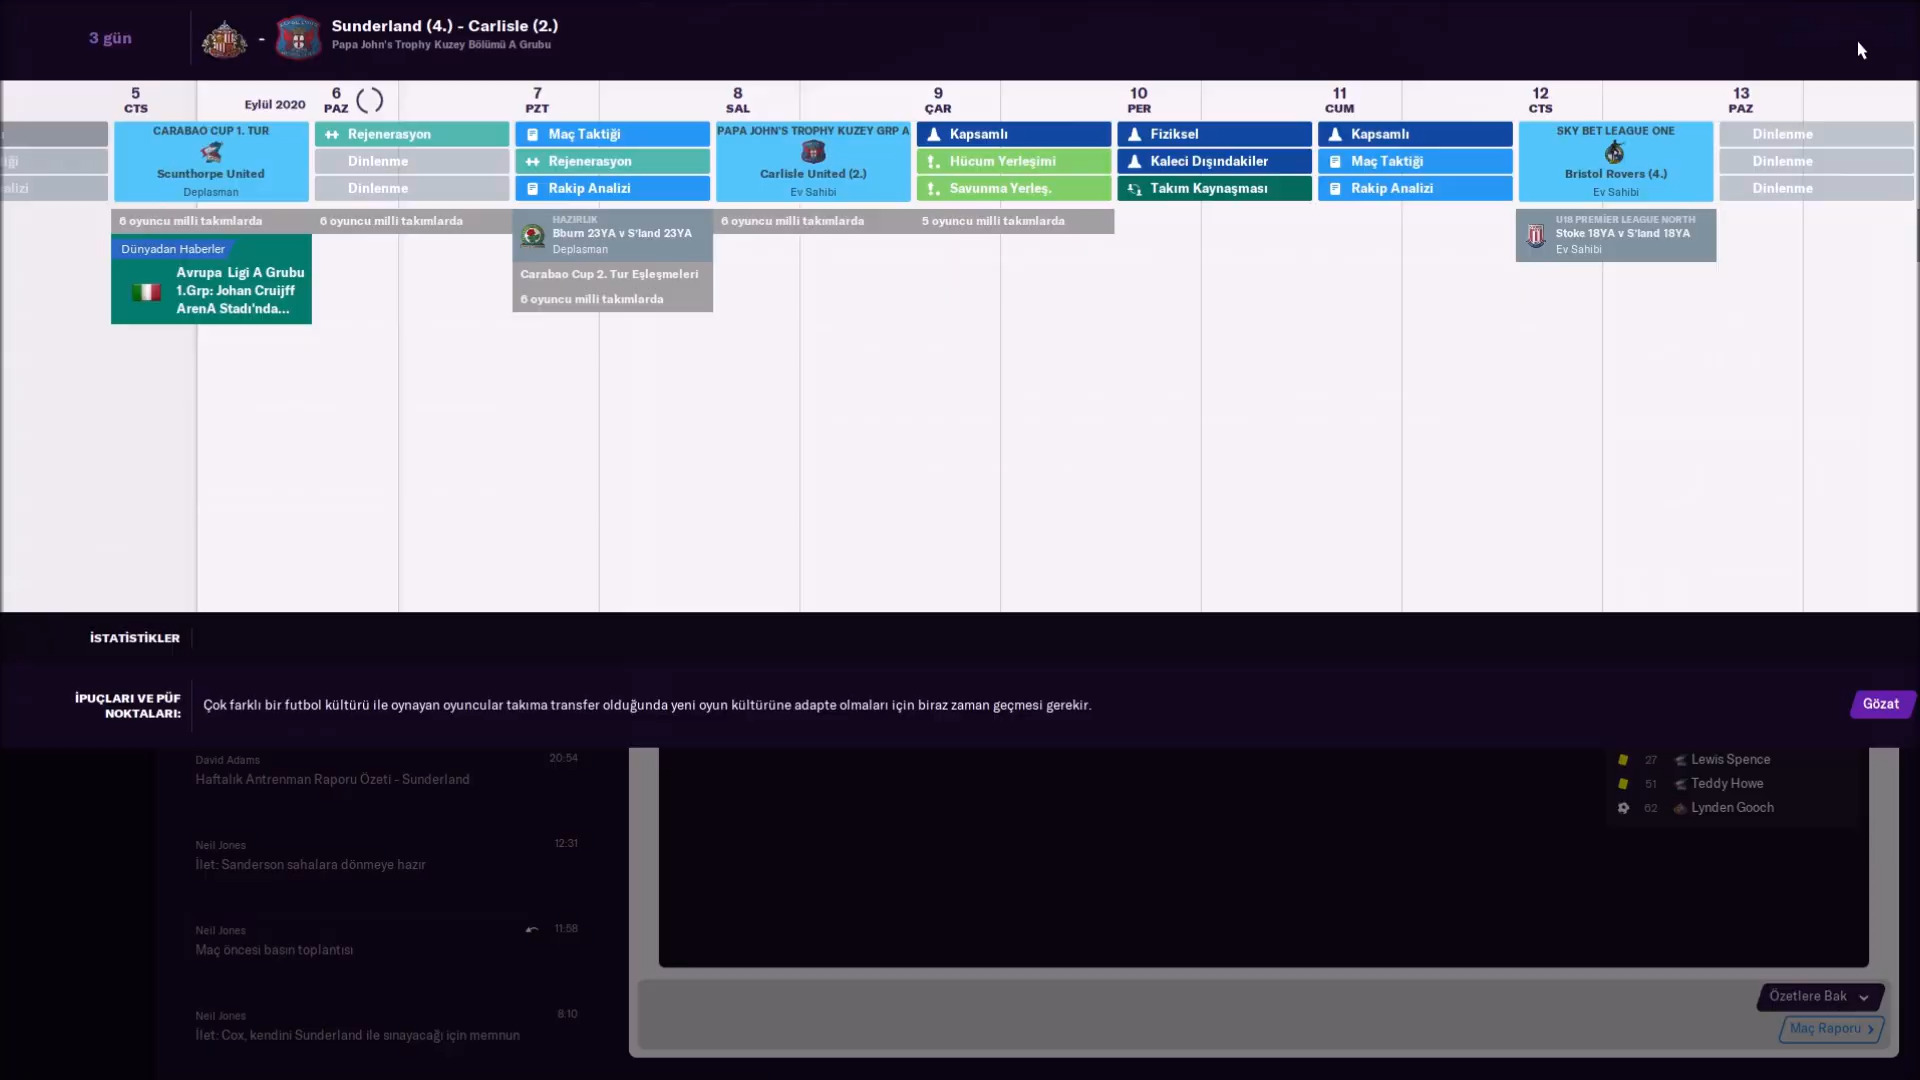 3 gün
-
Sunderland (4.) - Carlisle (2.)
Papa John's Trophy Kuzey Bölümü A Grubu
5
CTS
Eylül 2020
6
PAZ
7
PZT
8
SAL
9
ÇAR
10
PER
11
CUM
12
CTS
13
PAZ
CARABAO CUP 1. TUR
Scunthorpe United
Deplasman
Rejenerasyon
Dinlenme
Dinlenme
Maç Taktiği
Rejenerasyon
Rakip Analizi
PAPA JOHN'S TROPHY KUZEY GRP A
Carlisle United (2.)
Ev Sahibi
Kapsamlı
Hücum Yerleşimi
Savunma Yerleş.
Fiziksel
Kaleci Dışındakiler
Takım Kaynaşması
Kapsamlı
Maç Taktiği
Rakip Analizi
SKY BET LEAGUE ONE
Bristol Rovers (4.)
Ev Sahibi
Dinlenme
Dinlenme
Dinlenme
6 oyuncu milli takımlarda
6 oyuncu milli takımlarda
HAZIRLIK
Bburn 23YA v S'land 23YA
Deplasman
Carabao Cup 2. Tur Eşleşmeleri
6 oyuncu milli takımlarda
6 oyuncu milli takımlarda
5 oyuncu milli takımlarda
U18 PREMİER LEAGUE NORTH
Stoke 18YA v S'land 18YA
Ev Sahibi
Dünyadan Haberler
Avrupa Ligi A Grubu
1.Grp: Johan Cruijff
ArenA Stadı'nda...
İSTATİSTİKLER
İPUÇLARI VE PÜF
NOKTALARI:
Çok farklı bir futbol kültürü ile oynayan oyuncular takıma transfer olduğunda yeni oyun kültürüne adapte olmaları için biraz zaman geçmesi gerekir.
Gözat
David Adams
20:54
Haftalık Antrenman Raporu Özeti - Sunderland
Neil Jones
12:31
İlet: Sanderson sahalara dönmeye hazır
Neil Jones
11:58
Maç öncesi basın toplantısı
Neil Jones
8:10
İlet: Cox, kendini Sunderland ile sınayacağı için memnun
27 Lewis Spence
51 Teddy Howe
62 Lynden Gooch
Özetlere Bak
Maç Raporu